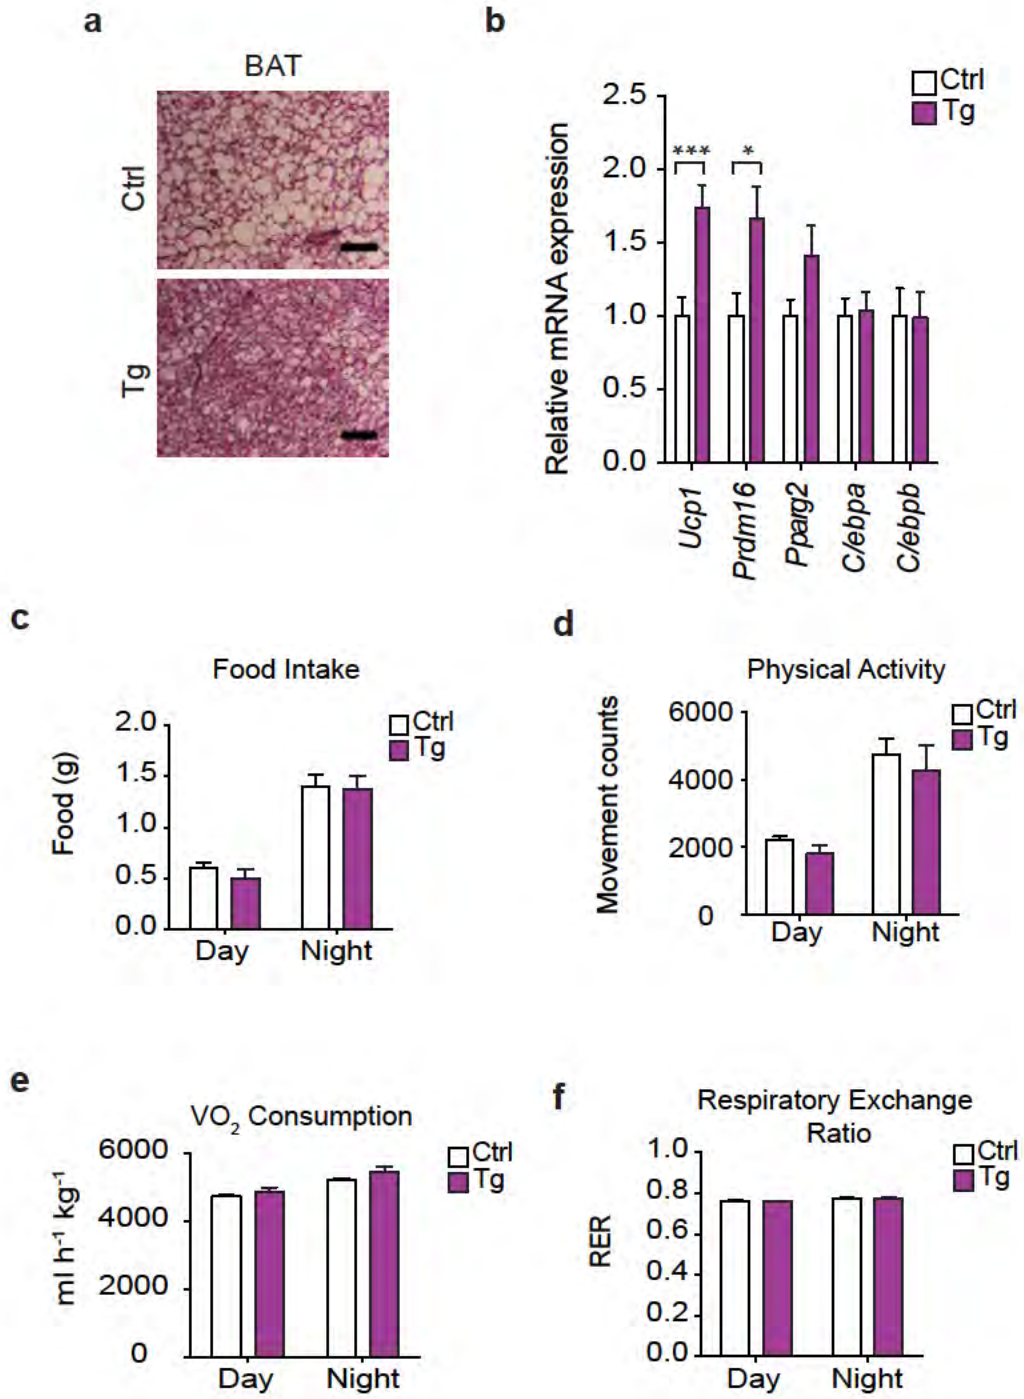 a
BAT
Ctrl
Tg
b
Ctrl
Tg
Relative mRNA expression
2.5
2.0
1.5
1.0
0.5
0.0
*** *
Ucp1
Prdm16
Pparg2
C/ebpa
C/ebpb
c
Food Intake
Ctrl
Tg
Food (g)
2.0
1.5
1.0
0.5
0.0
Day Night
d
Physical Activity
Ctrl
Tg
Movement counts
6000
4000
2000
0
Day Night
e
VO₂ Consumption
Ctrl
Tg
ml h⁻¹ kg⁻¹
6000
4000
2000
0
Day Night
f
Respiratory Exchange
Ratio
Ctrl
Tg
RER
1.0
0.8
0.6
0.4
0.2
0.0
Day Night